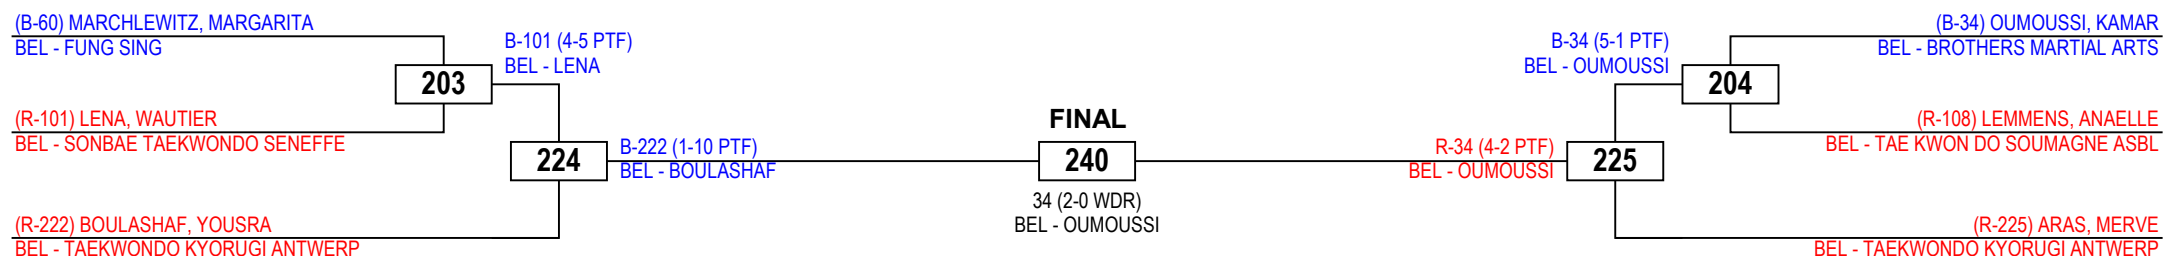 (B-60) MARCHLEWITZ, MARGARITA
BEL - FUNG SING
B-101 (4-5 PTF)
BEL - LENA
203
(R-101) LENA, WAUTIER
BEL - SONBAE TAEKWONDO SENEFFE
224
B-222 (1-10 PTF)
BEL - BOULASHAF
(R-222) BOULASHAF, YOUSRA
BEL - TAEKWONDO KYORUGI ANTWERP
FINAL
240
34 (2-0 WDR)
BEL - OUMOUSSI
(B-34) OUMOUSSI, KAMAR
BEL - BROTHERS MARTIAL ARTS
B-34 (5-1 PTF)
BEL - OUMOUSSI
204
(R-108) LEMMENS, ANAELLE
BEL - TAE KWON DO SOUMAGNE ASBL
R-34 (4-2 PTF)
BEL - OUMOUSSI
225
(R-225) ARAS, MERVE
BEL - TAEKWONDO KYORUGI ANTWERP